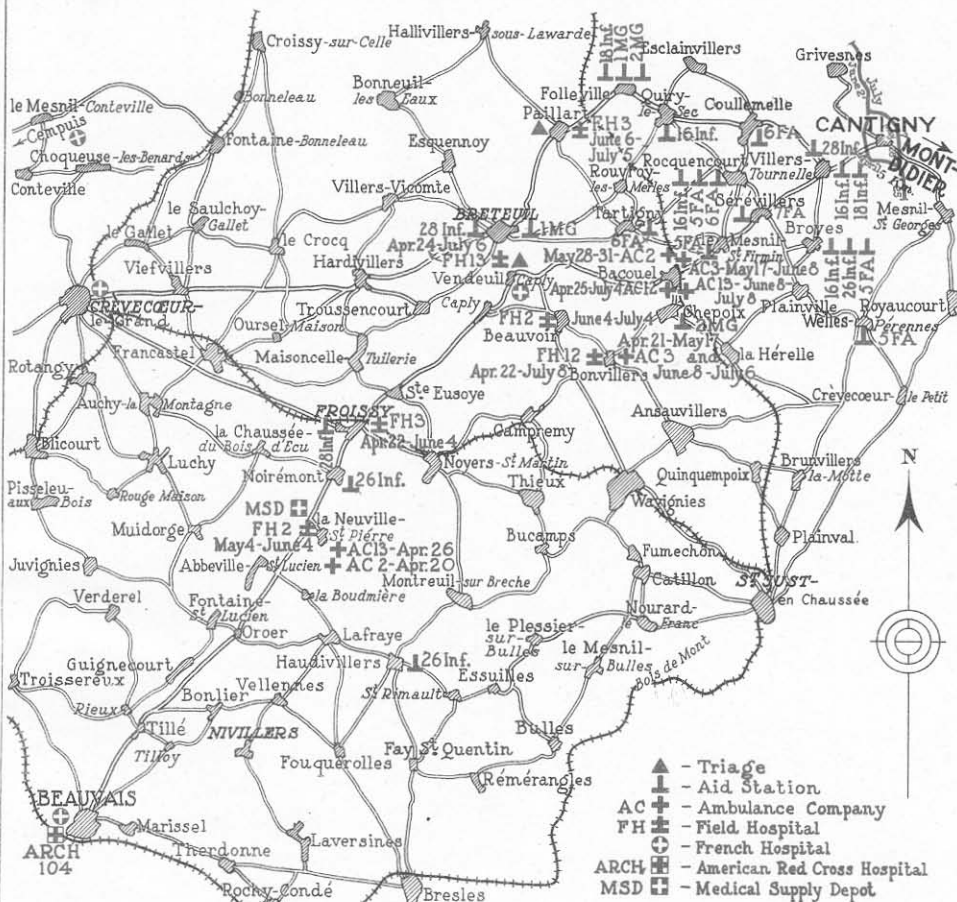 Croissy-sur-Celle
Hallivillers-sous-Lawarde
Esclainvillers
Grivesnes
le Mesnil-Conteville
Cempuis
Bonneleau
Bonneuil-les Eaux
18 Inf.
1 MG
2 MG
Folleville
Quiry-le-Sec
Coullemelle
July
CANTIGNY
Paillart
FH3
June 6-
July 5
16 Inf.
6 FA
28 Inf.
MONT-
DIDIER
Choqueuse-les-Benards
Conteville
Fontaine-Bonneleau
Esquennoy
Rouvroy-les-Merles
Rocquencourt
Villers-Tournelle
16 Inf.
18 Inf.
Villers-Vicomte
16 Inf.
5 FA
6 FA
Sérévillers
7 FA
Mesnil-St Georges
le Saulchoy-Gallet
le Gallet
le Crocq
BRETEUIL
28 Inf.
Apr. 24-July 6
1 MG
Tartigny
6 FA
5 FA
le Mesnil-St Firmin
Broyes
Viefvillers
Hardivillers
FH13
May 28-31-AC2
AC3-May 17-June 8
16 Inf.
26 Inf.
5 FA
Vendeuil-Caply
Bacouel
Apr. 25-July 4 AC12
AC13-June 8-
July 8
Plainville
Royaucourt
CRÈVECŒUR-le-Grand
Troussencourt
Caply
Chepoix
3 MG
Welles-Pérennes
5 FA
Oursel-Maison
FH2
June 4-July 4
Beauvoir
Apr. 21-May 17
Rotangy
Francastel
Maisoncelle-Tuilerie
FH12
Apr. 22-July 8
AC3 and
June 8-July 6
Bonvillers
la Hérelle
Ste Eusoye
Auchy-la-Montagne
Ansauvillers
Crèvecœur-le Petit
FROISSY
28 Inf.
FH3
Apr. 22-June 4
Campremy
Blicourt
la Chaussée-du Bois d'Ecu
Luchy
Noirémont
26 Inf.
Noyers-St Martin
Quinquempoix
Brunvillers-la-Motte
N
Pisseleu-aux Bois
Rouge Maison
Thieux
Wavignies
MSD
FH2
May 4-June 4
la Neuville-St Pierre
Muidorge
Bucamps
Plainval
AC13-Apr. 26
AC2-Apr. 20
Fumechon
Juvignies
Abbeville-St Lucien
Catillon
ST JUST-en Chaussée
Montreuil-sur Breche
Verderel
Fontaine-St Lucien
la Boudmière
Nourard-le Franc
Oroer
Lafraye
le Plessier-sur-Bulles
le Mesnil-sur-Bulles
Guignecourt
Haudivillers
26 Inf.
Bois de Mont
Troissereux
St Rimault
Essuilles
Rieux
Bonlier
Vellennes
Tillé
NIVILLERS
Bulles
Tilloy
Fouquerolles
Fay St Quentin
Rémérangles
BEAUVAIS
Marissel
Laversines
ARCH
104
Therdonne
Rochy-Condé
Bresles
- Triage
- Aid Station
AC - Ambulance Company
FH - Field Hospital
- French Hospital
ARCH - American Red Cross Hospital
MSD - Medical Supply Depot